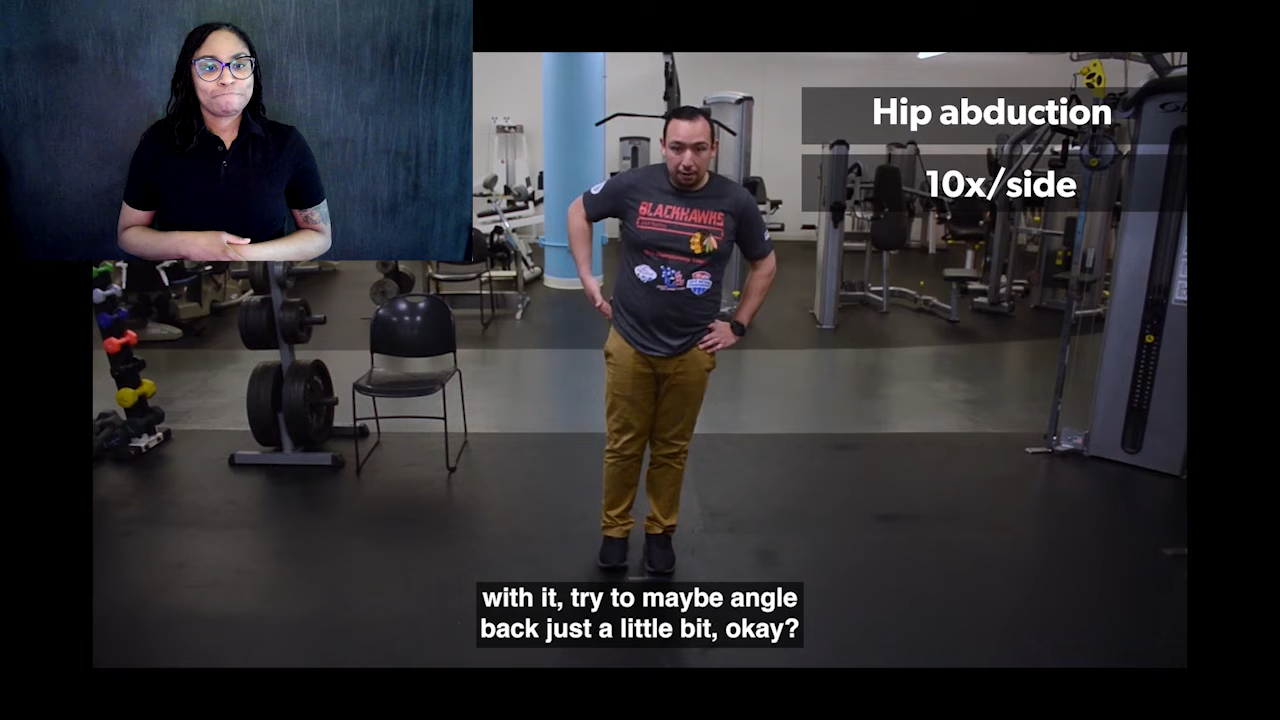 Hip abduction
10x/side
BLACKHAWKS
with it, try to maybe angle
back just a little bit, okay?